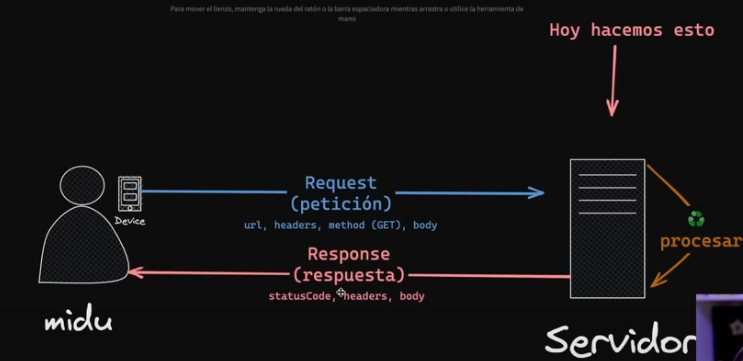 Para mover el lienzo, mantenga la rueda del ratón o la barra espaciadora mientras arrastra o utilice la herramienta de
mano
Hoy hacemos esto
Request
(petición)
url, headers, method (GET), body
Device
procesar
Response
(respuesta)
statusCode, headers, body
midu
Servidor